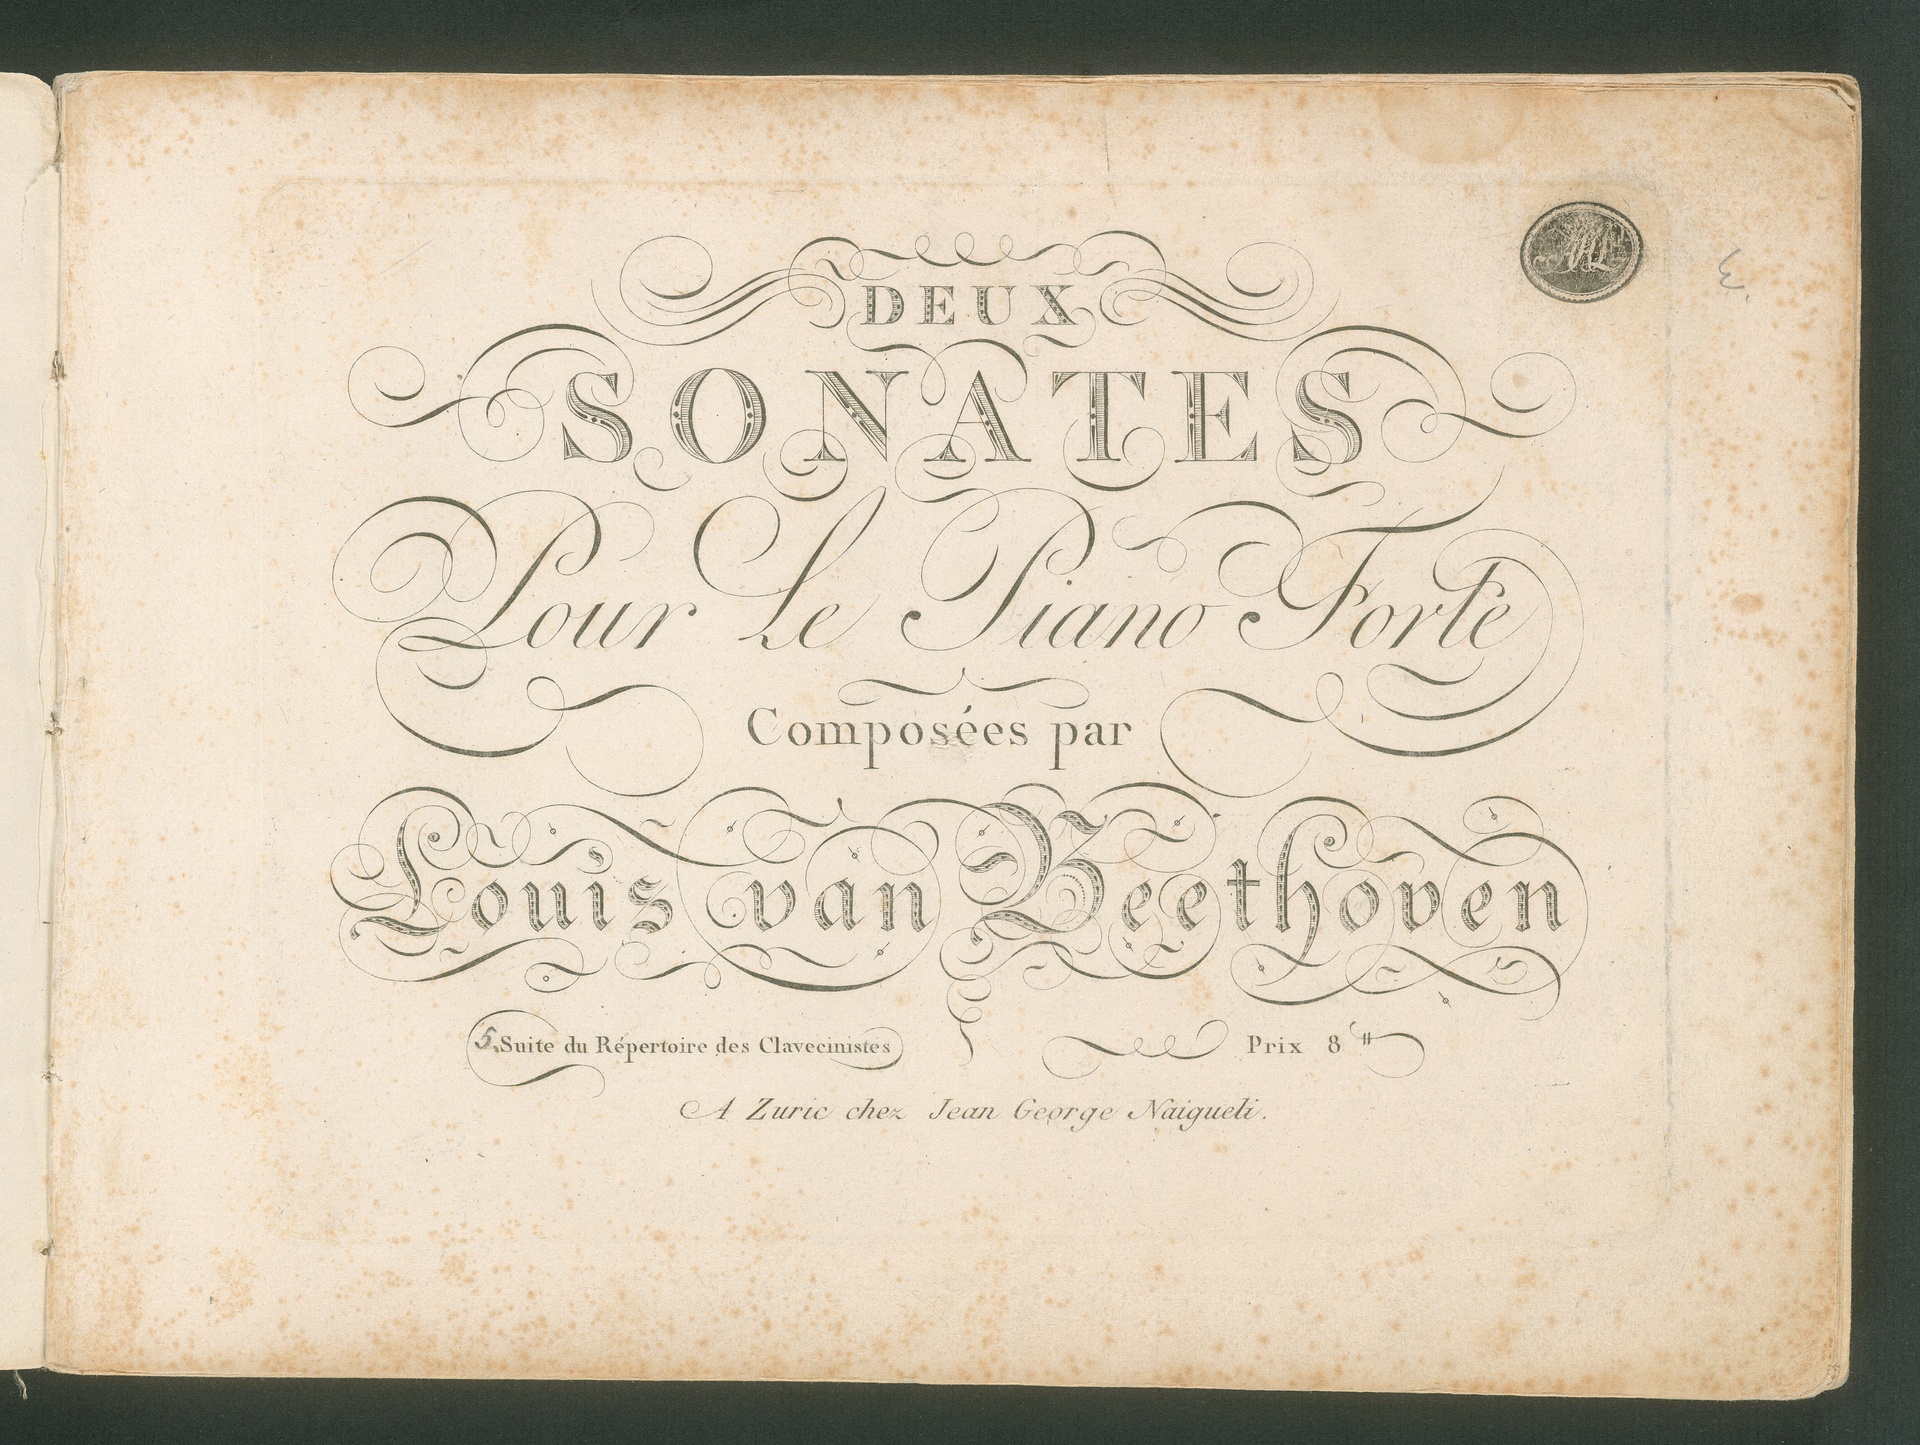 DEUX
SONATES
Pour Le Piano Forte
Composées par
Louis van Beethoven
5. Suite du Répertoire des Clavecinistes
Prix 8 ₶
A Zuric chez Jean George Naigueli.